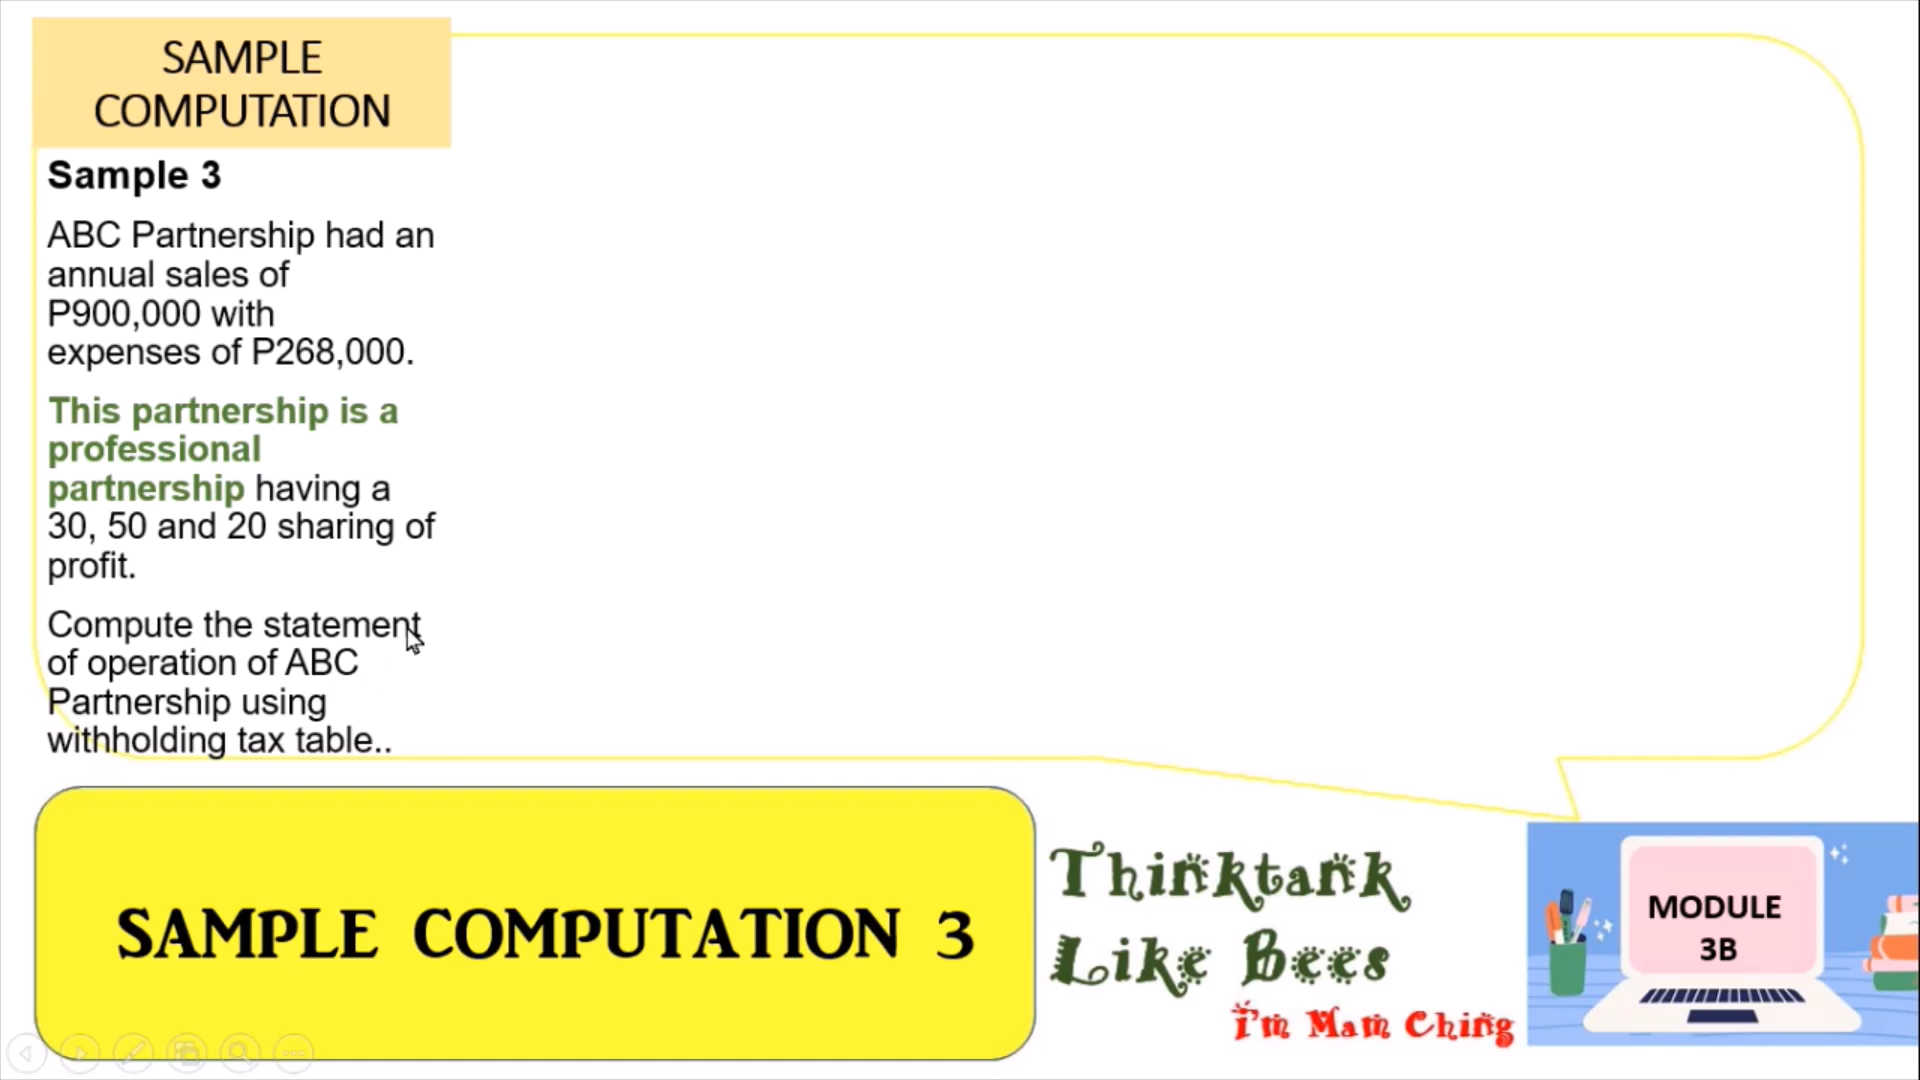 SAMPLE
COMPUTATION
Sample 3
ABC Partnership had an
annual sales of
P900,000 with
expenses of P268,000.
This partnership is a
professional
partnership having a
30, 50 and 20 sharing of
profit.
Compute the statement
of operation of ABC
Partnership using
withholding tax table..
SAMPLE COMPUTATION 3
Thinktank
Like Bees
i'm Mam Ching
MODULE
3B